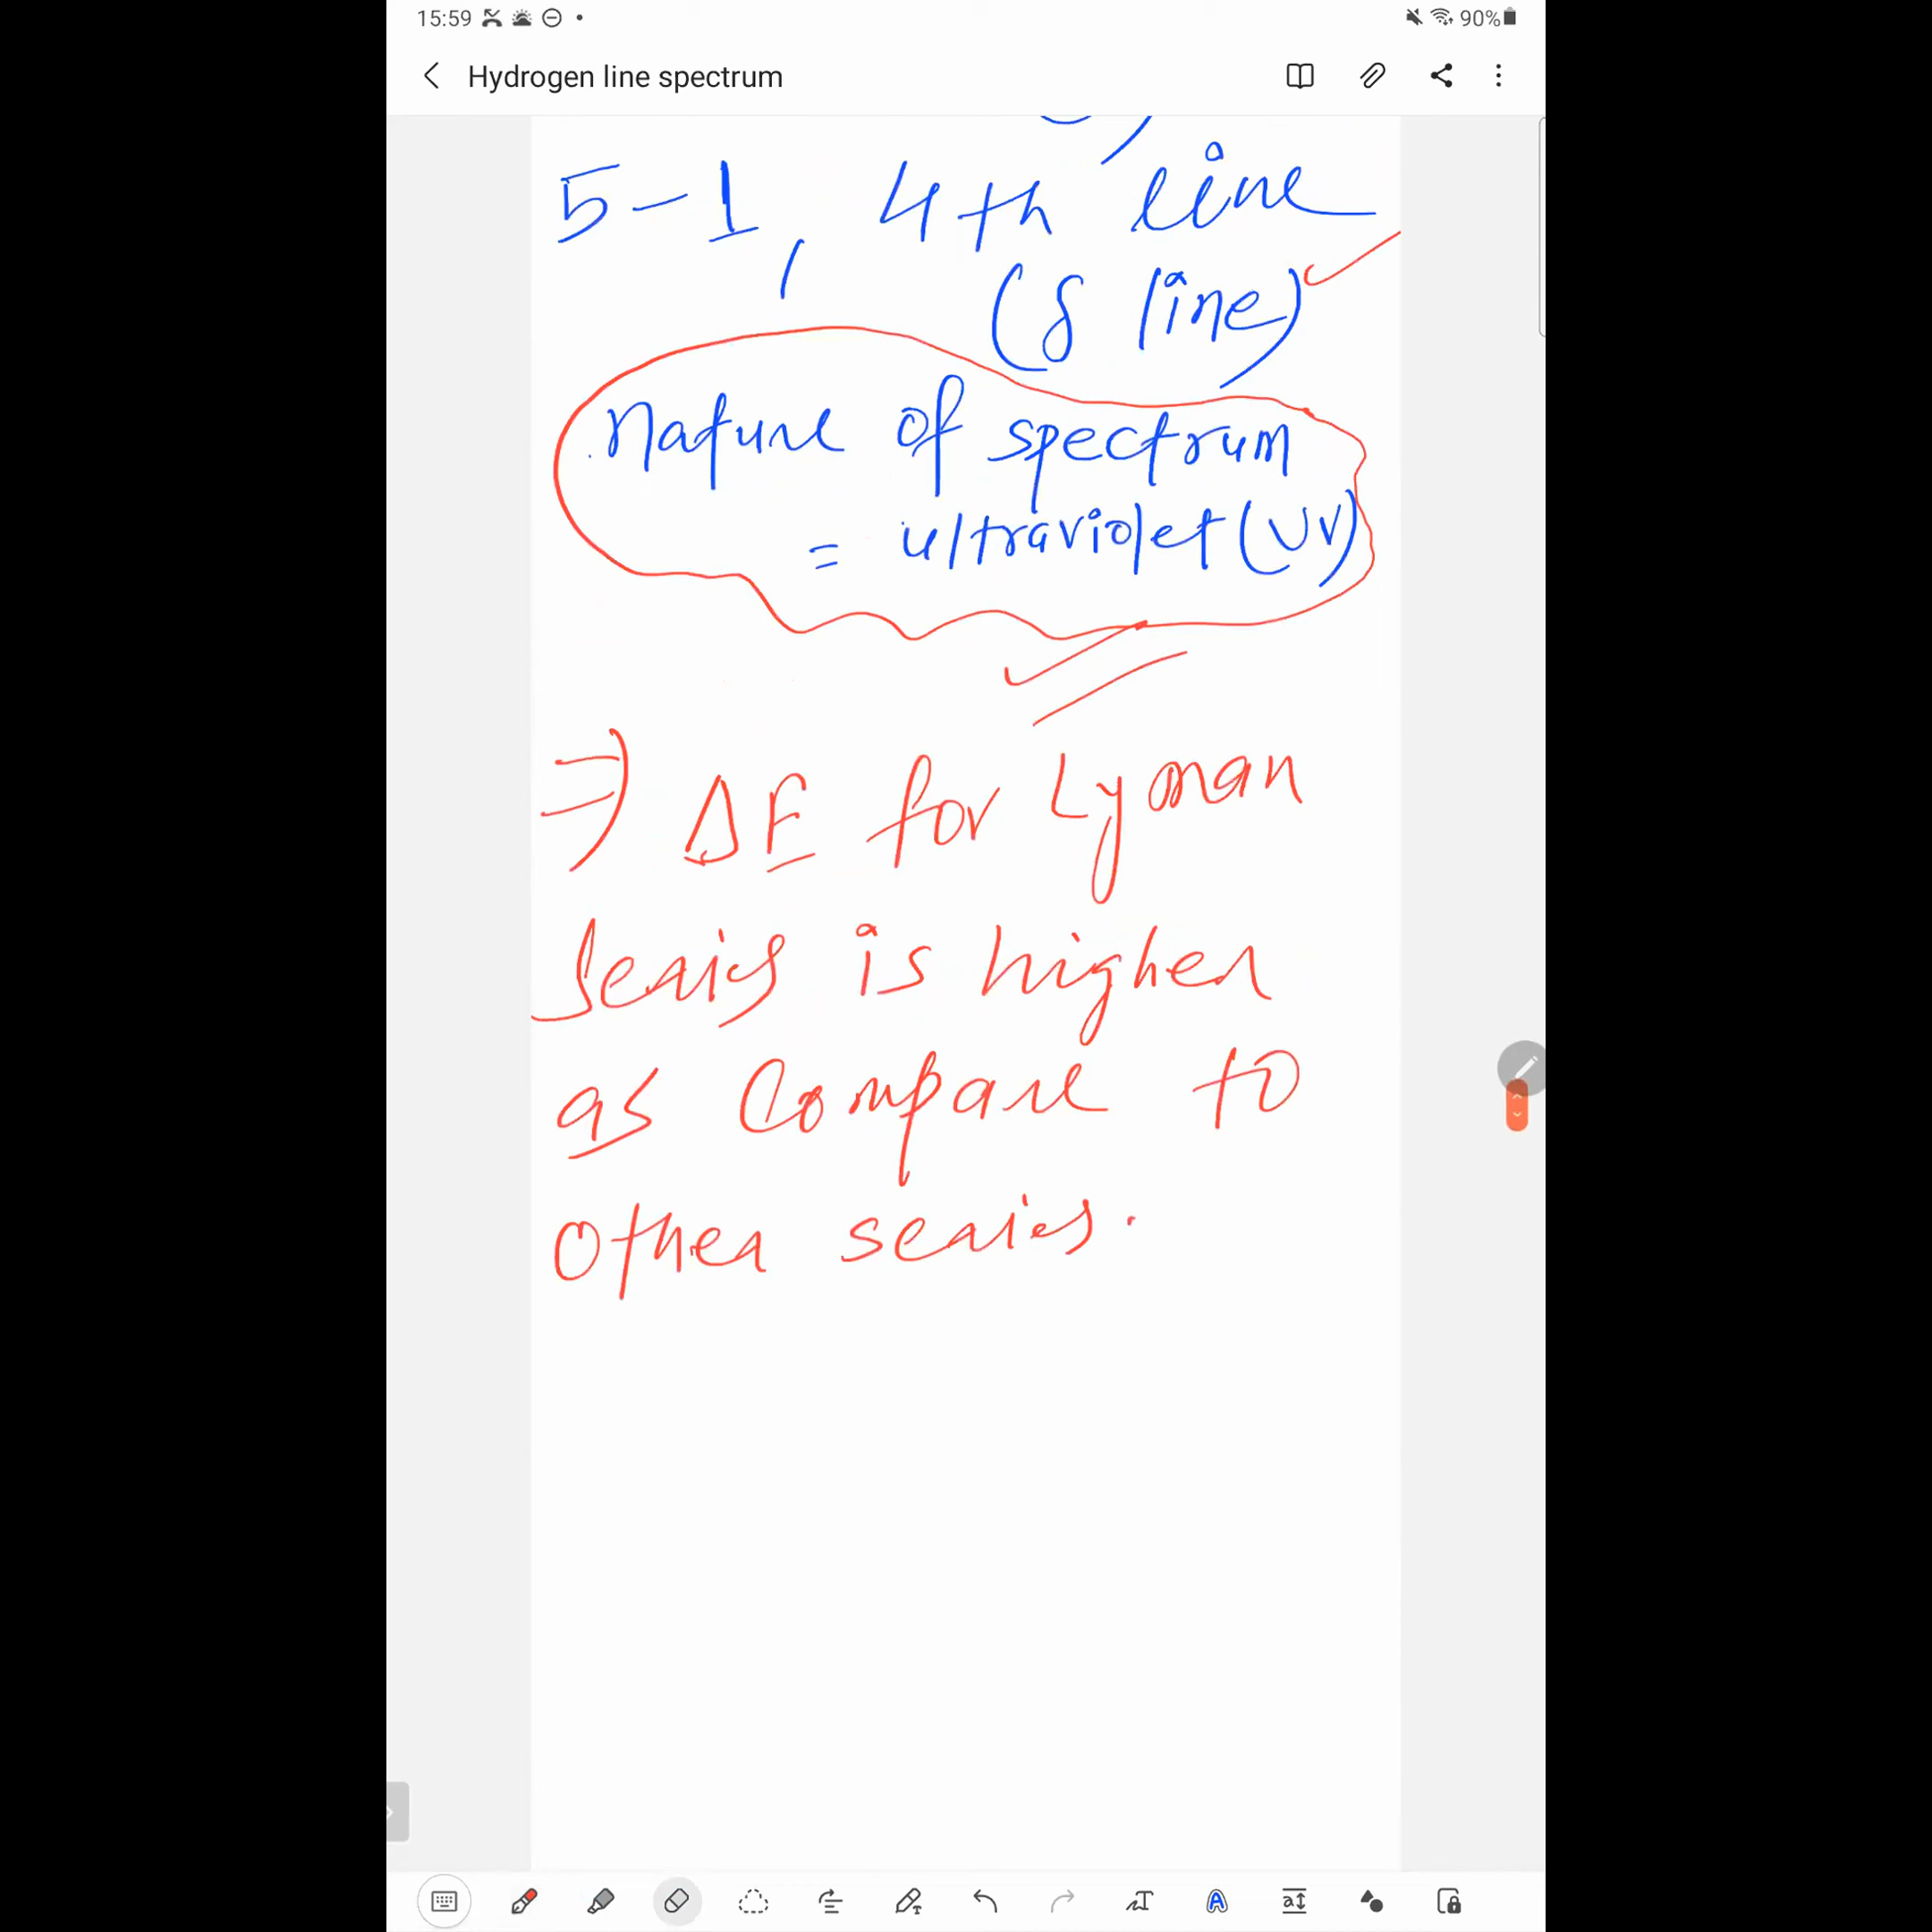 15:59 90%
Hydrogen line spectrum
5-1, 4th line
(δ line)
Nature of spectrum
= ultraviolet (UV)
⇒ ΔE for Lyman
Series is higher
as Compare to
Other series.